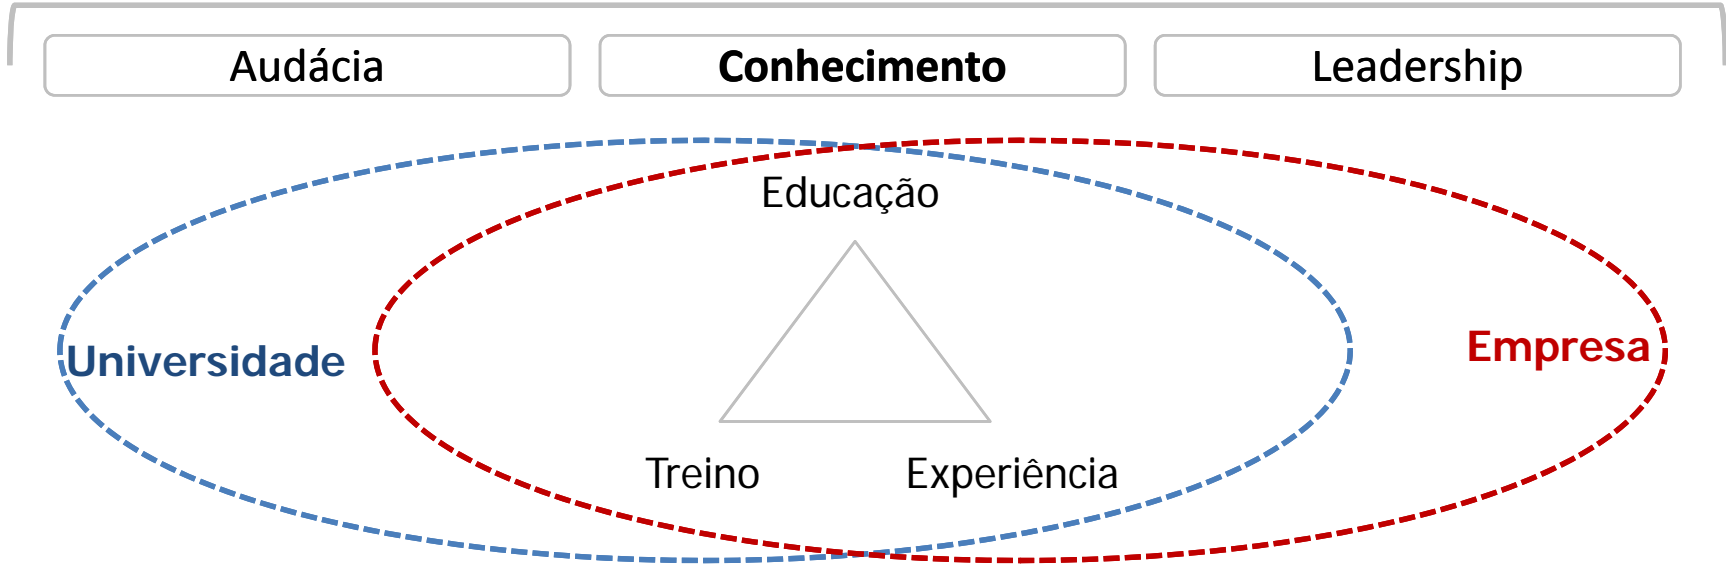 Audácia
Conhecimento
Leadership
Educação
Universidade
Empresa
Treino
Experiência